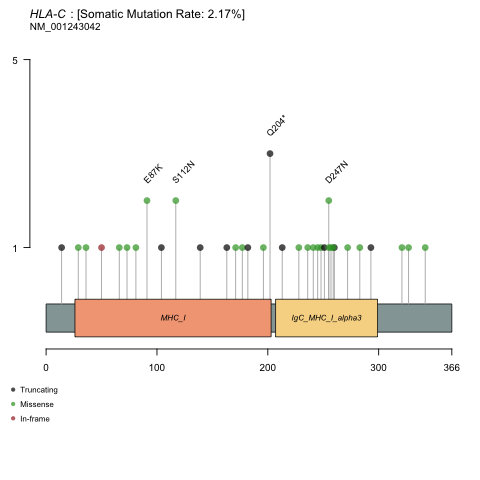 HLA-C : [Somatic Mutation Rate: 2.17%]
NM_001243042
5
E87K
S112N
Q204*
D247N
1
MHC_I
IgC_MHC_I_alpha3
0
100
200
300
366
Truncating
Missense
In-frame